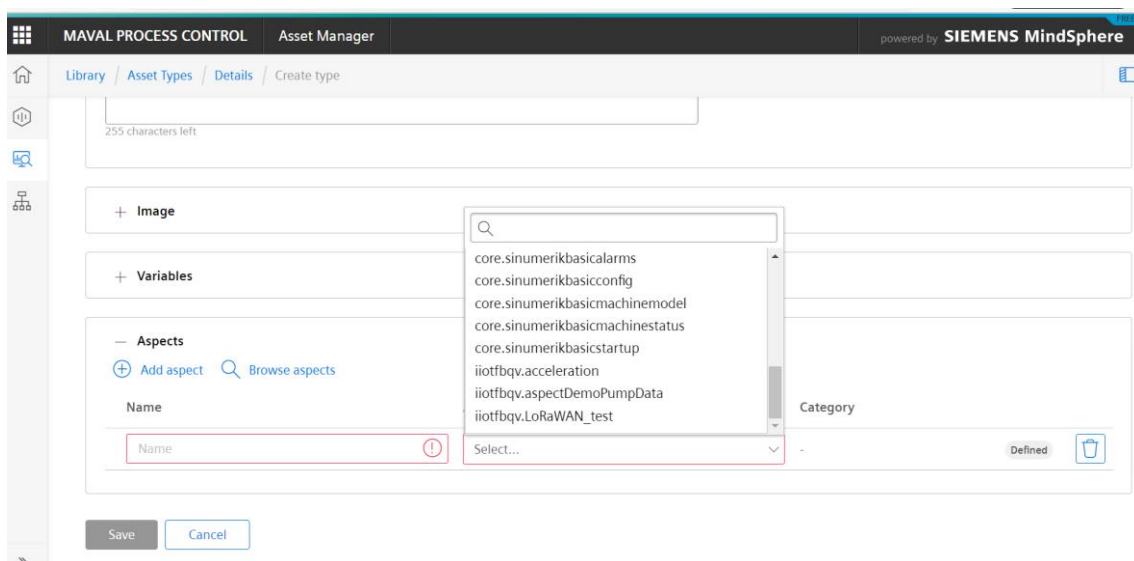 FREE
MAVAL PROCESS CONTROL Asset Manager powered by SIEMENS MindSphere
Library / Asset Types / Details / Create type
255 characters left
+ Image
+ Variables
core.sinumerikbasicalarms
core.sinumerikbasicconfig
core.sinumerikbasicmachinemodel
core.sinumerikbasicmachinestatus
core.sinumerikbasicstartup
iiotfbqv.acceleration
iiotfbqv.aspectDemoPumpData
iiotfbqv.LoRaWAN_test
— Aspects
Add aspect Browse aspects
Name Category
Name Select... - Defined
Save Cancel